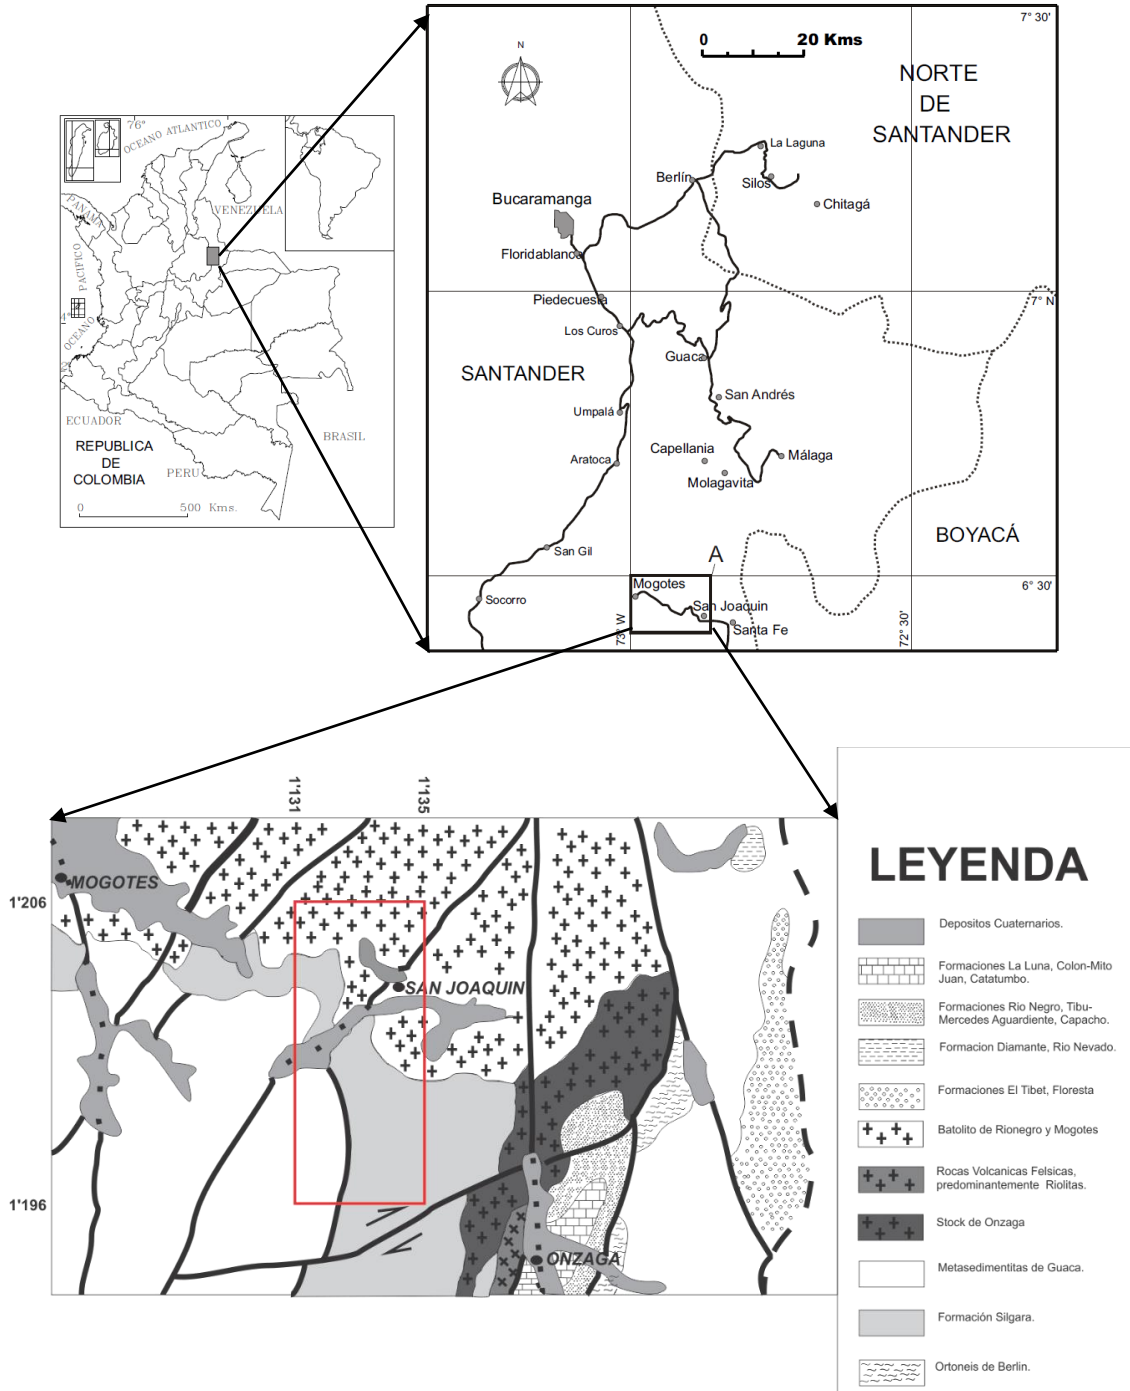 76°
OCEANO ATLANTICO
PANAMA
VENEZUELA
PACIFICO
OCEANO
4°
2°
ECUADOR
BRASIL
PERU
REPUBLICA
DE
COLOMBIA
0 500 Kms.
N
0 20 Kms
7° 30'
NORTE
DE
SANTANDER
La Laguna
Berlín
Silos
Chitagá
Bucaramanga
Floridablanca
Piedecuesta
7° N
Los Curos
Guaca
SANTANDER
San Andrés
Umpalá
Capellania
Málaga
Aratoca
Molagavita
BOYACÁ
San Gil
A
6° 30'
Mogotes
Socorro
San Joaquin
Santa Fe
73° W
72° 30'
1'131
1'135
MOGOTES
1'206
SAN JOAQUIN
1'196
ONZAGA
LEYENDA
Depositos Cuaternarios.
Formaciones La Luna, Colon-Mito
Juan, Catatumbo.
Formaciones Rio Negro, Tibu-
Mercedes Aguardiente, Capacho.
Formacion Diamante, Rio Nevado.
Formaciones El Tibet, Floresta
Batolito de Rionegro y Mogotes
Rocas Volcanicas Felsicas,
predominantemente Riolitas.
Stock de Onzaga
Metasedimentitas de Guaca.
Formación Silgara.
Ortoneis de Berlin.